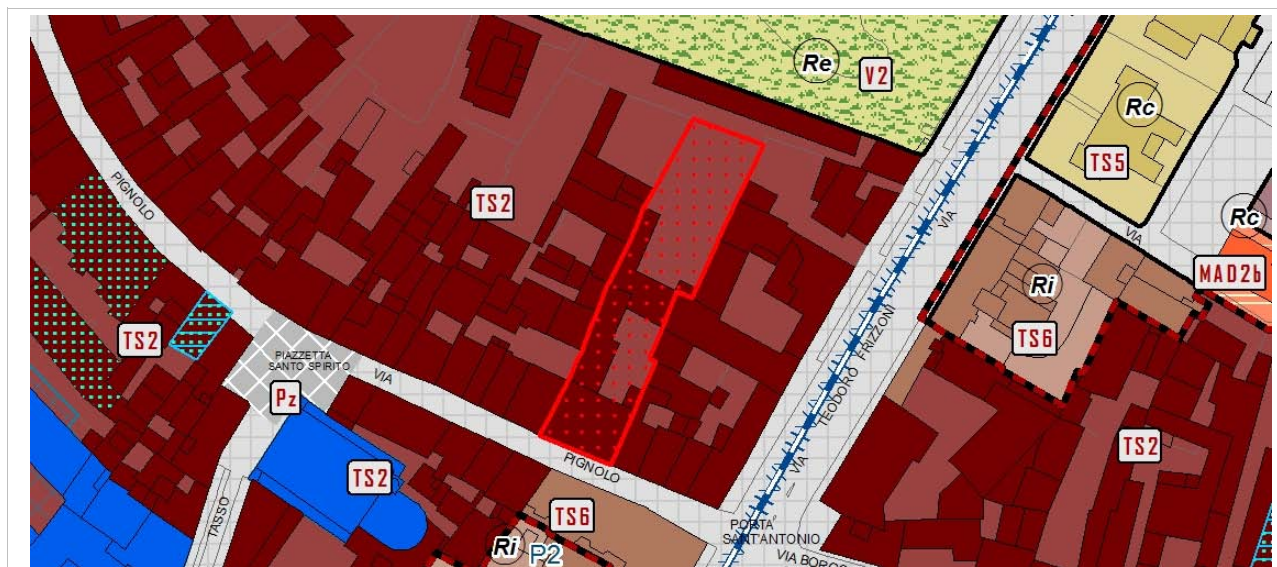 Re
V2
Rc
TS5
PIGNOLO
TS2
VIA
VIA
Rc
MAD2b
Ri
TS6
TS2
PIAZZETTA
SANTO SPIRITO
VIA
Pz
VIA TEODORO FRIZZONI
TS2
PIGNOLO
TS2
TASSO
TS6
Ri
P2
PORTA'
SANT'ANTONIO
VIA BORGO